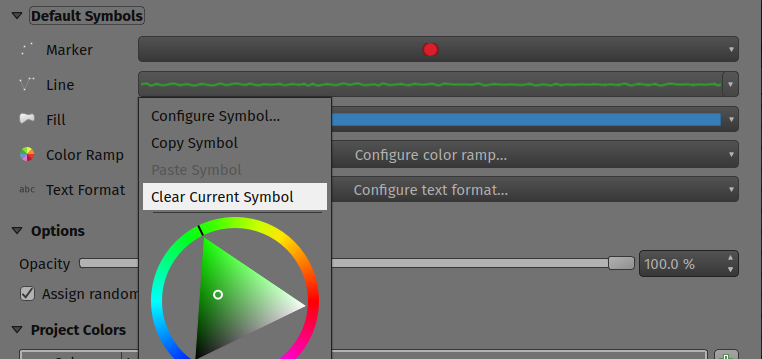 Default Symbols
Marker
Line
Configure Symbol...
Fill
Copy Symbol
Color Ramp
Paste Symbol
Configure color ramp...
abc Text Format
Clear Current Symbol
Configure text format...
Options
Opacity
100.0 %
Assign random
Project Colors